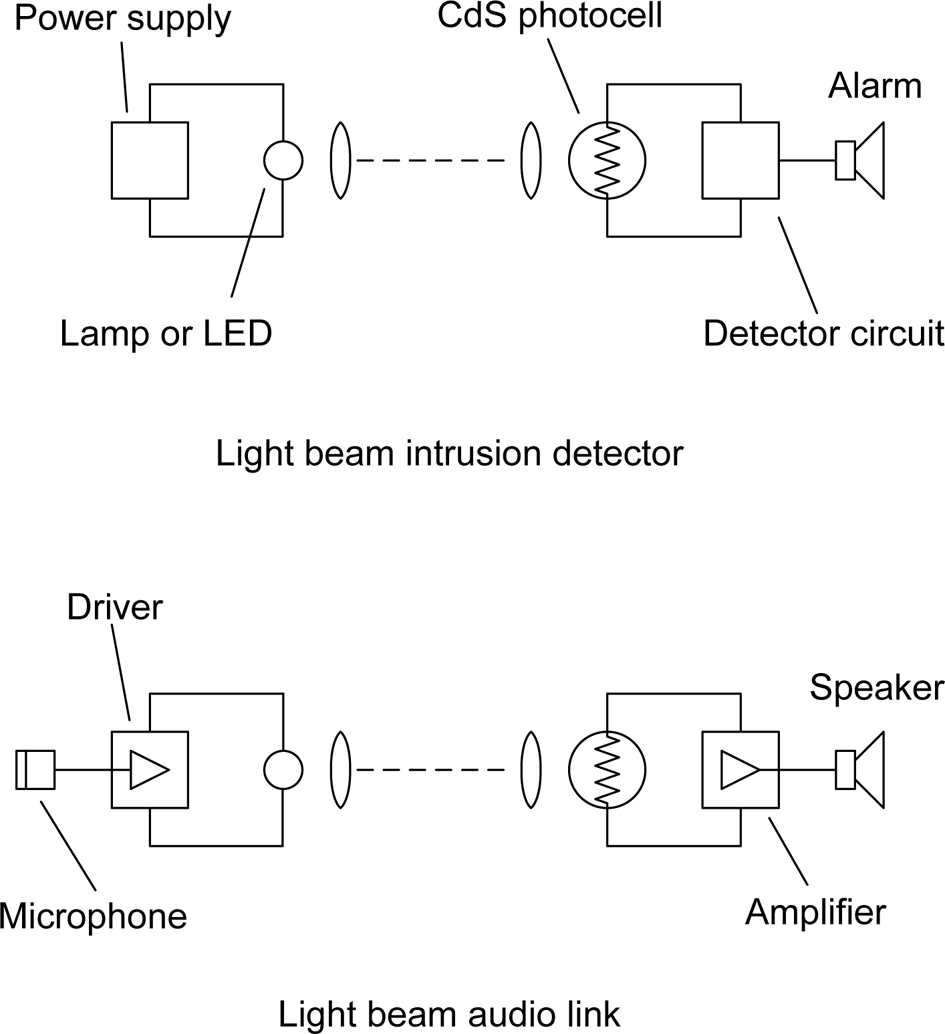 Power supply
CdS photocell
Alarm
Lamp or LED
Detector circuit
Light beam intrusion detector
Driver
Speaker
Microphone
Amplifier
Light beam audio link